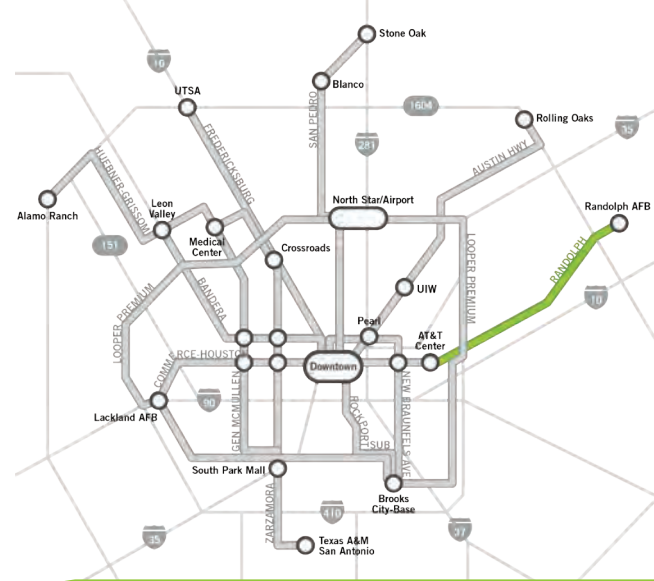 Stone Oak
10
UTSA
Blanco
1604
SAN PEDRO
Rolling Oaks
35
FREDERICKSBURG
281
AUSTIN HWY
HUEBNER-GRISSOM
Alamo Ranch
Leon
Valley
North Star/Airport
Randolph AFB
Medical
Center
151
Crossroads
LOOPER PREMIUM
RANDOLPH
UIW
10
BANDERA
LOOPER PREMIUM
Pearl
AT&T
Center
COMMERCE-HOUSTON
Downtown
GEN MCMULLEN
NEW BRAUNFELS AVE
ROCKPORT
SUB
Lackland AFB
90
South Park Mall
Brooks
City-Base
ZARZAMORA
410
35
37
Texas A&M
San Antonio